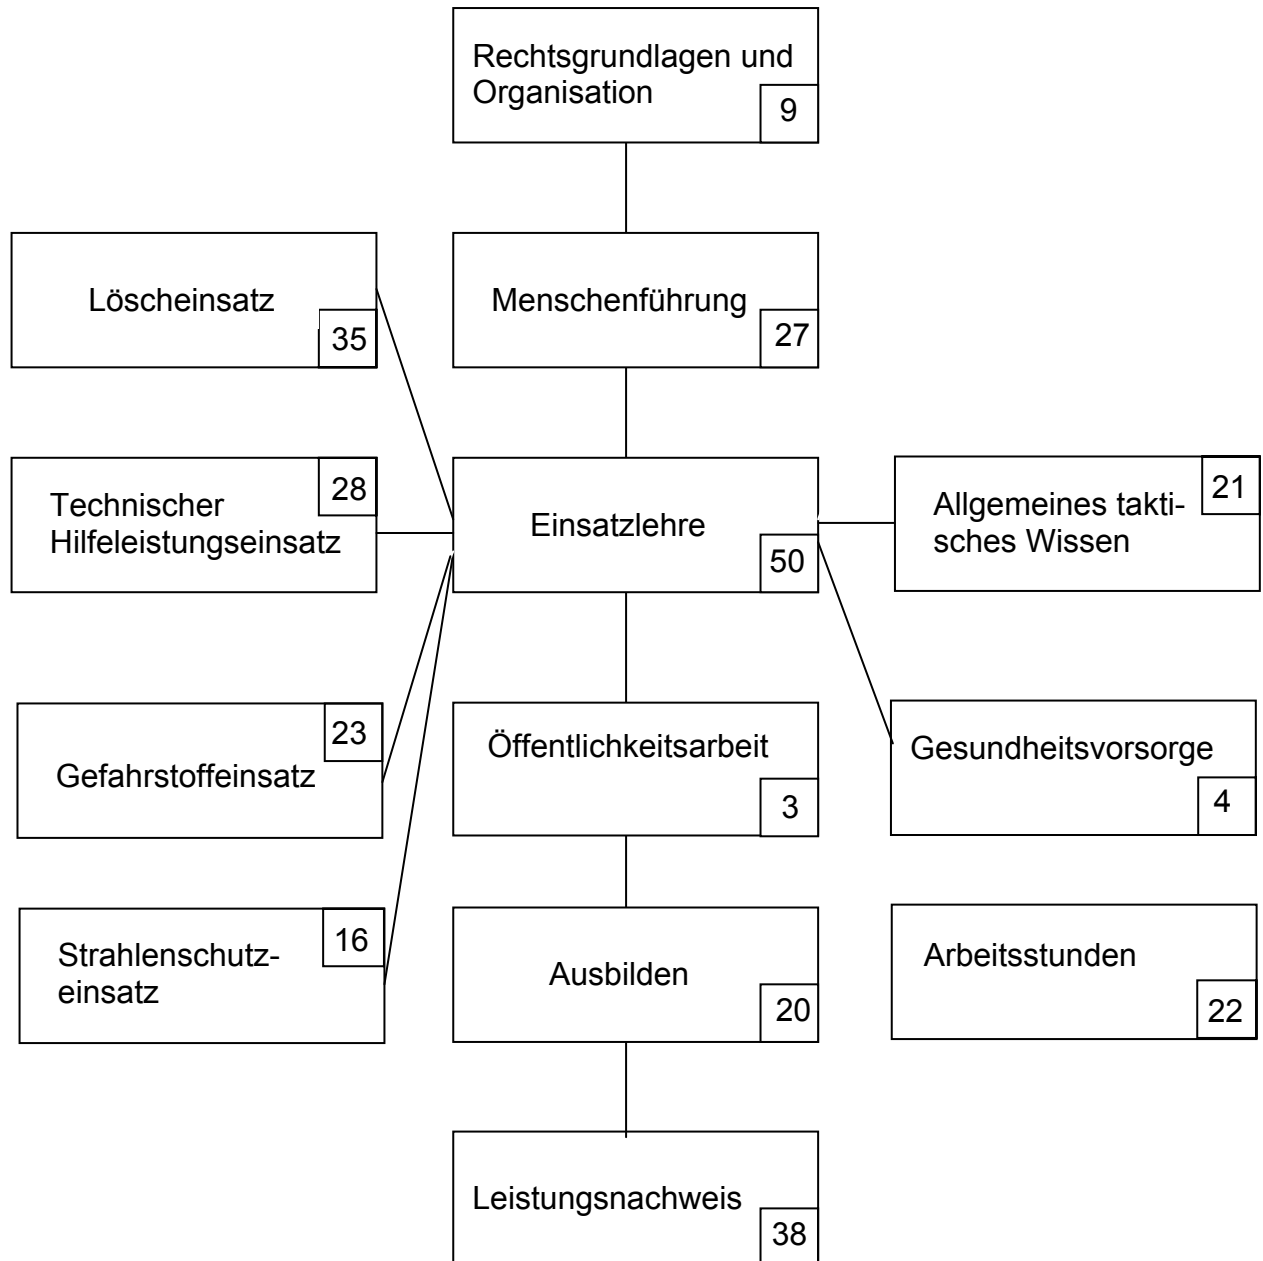 Rechtsgrundlagen und
Organisation
9
Löscheinsatz
35
Menschenführung
27
Technischer
Hilfeleistungseinsatz
28
Einsatzlehre
50
Allgemeines takti-
sches Wissen
21
Gefahrstoffeinsatz
23
Öffentlichkeitsarbeit
3
Gesundheitsvorsorge
4
Strahlenschutz-
einsatz
16
Ausbilden
20
Arbeitsstunden
22
Leistungsnachweis
38